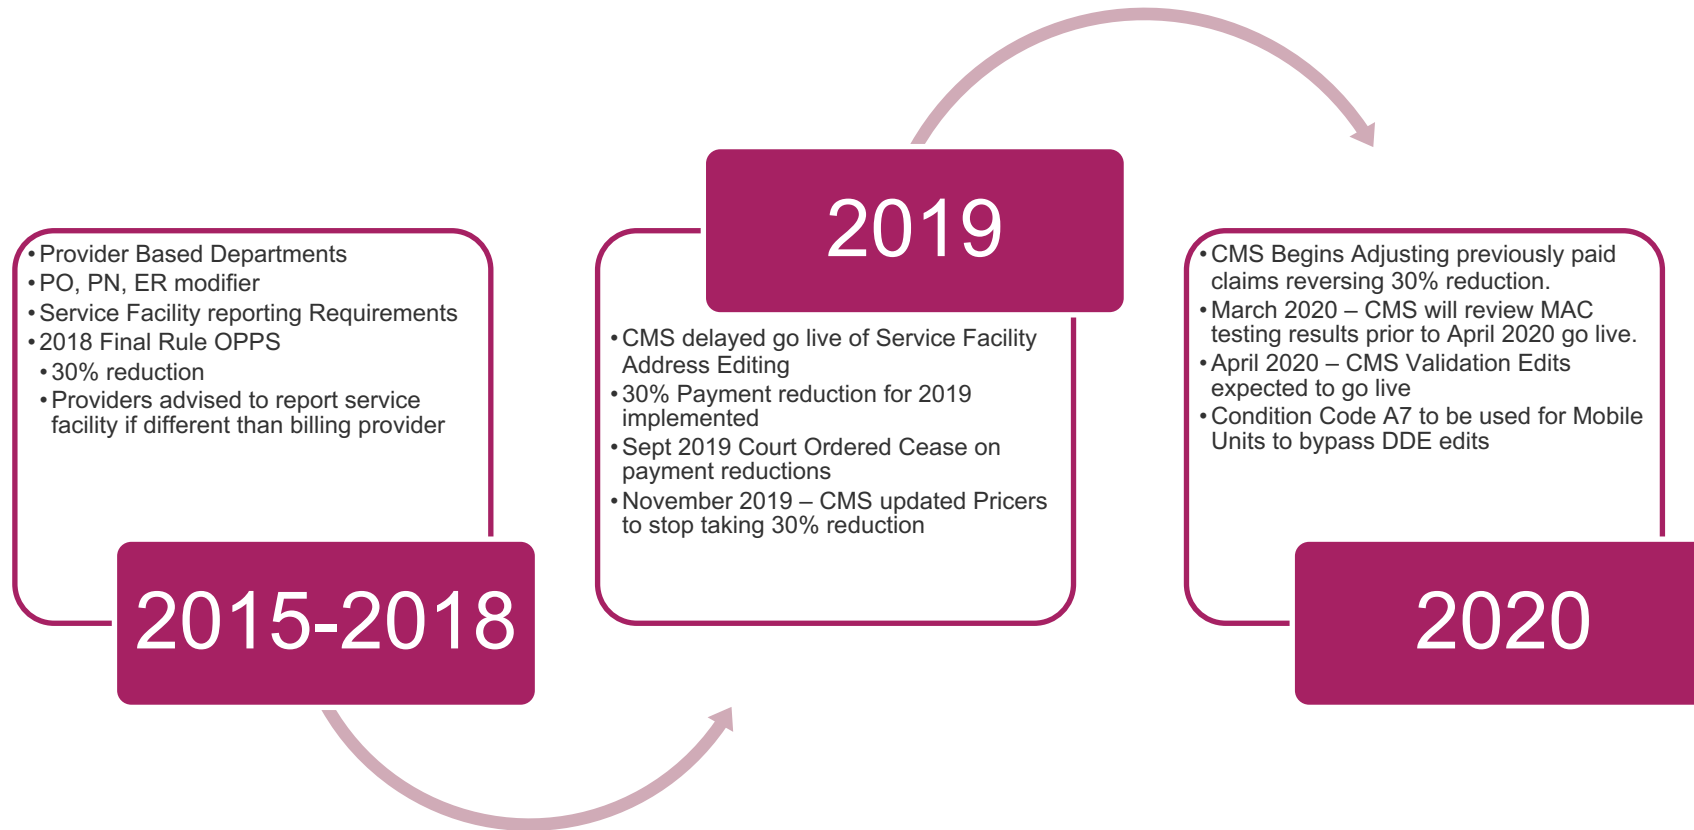 • Provider Based Departments
• PO, PN, ER modifier
• Service Facility reporting Requirements
• 2018 Final Rule OPPS
• 30% reduction
• Providers advised to report service
facility if different than billing provider
2015-2018
2019
• CMS delayed go live of Service Facility
Address Editing
• 30% Payment reduction for 2019
implemented
• Sept 2019 Court Ordered Cease on
payment reductions
• November 2019 – CMS updated Pricers
to stop taking 30% reduction
• CMS Begins Adjusting previously paid
claims reversing 30% reduction.
• March 2020 – CMS will review MAC
testing results prior to April 2020 go live.
• April 2020 – CMS Validation Edits
expected to go live
• Condition Code A7 to be used for Mobile
Units to bypass DDE edits
2020